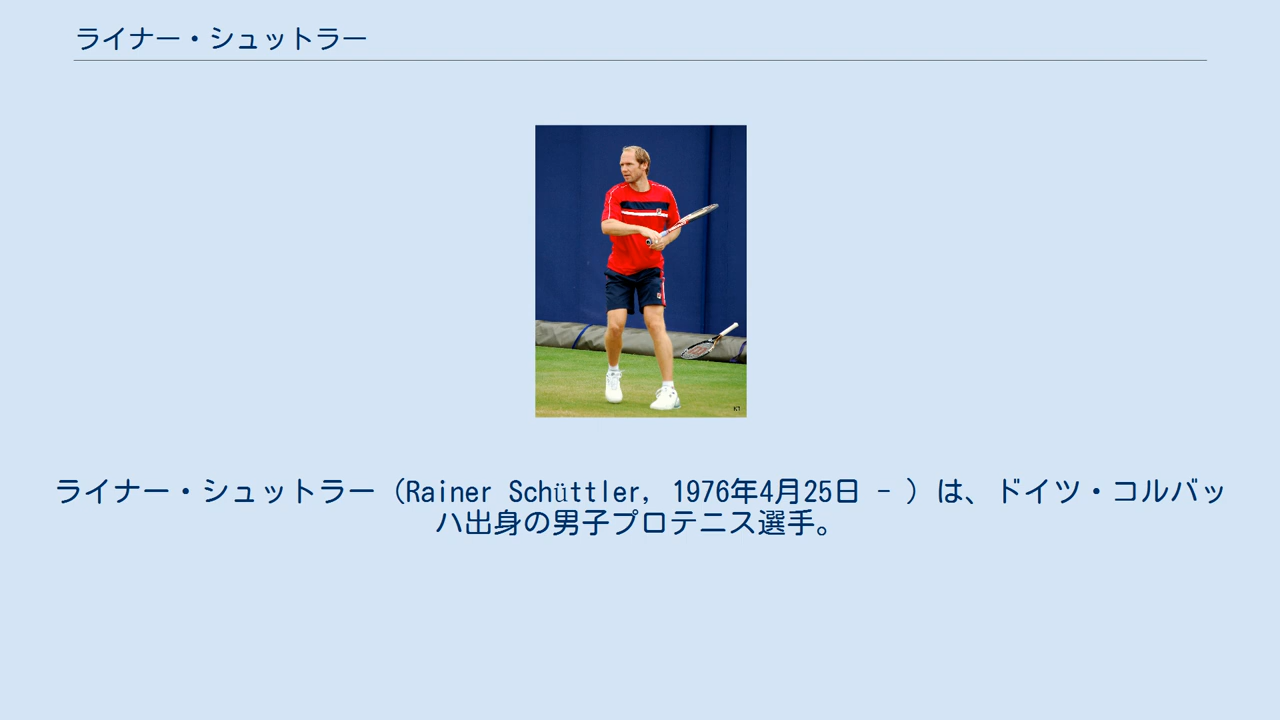 ライナー・シュットラー
ライナー・シュットラー（Rainer Schüttler, 1976年4月25日 - ）は、ドイツ・コルバッ
ハ出身の男子プロテニス選手。